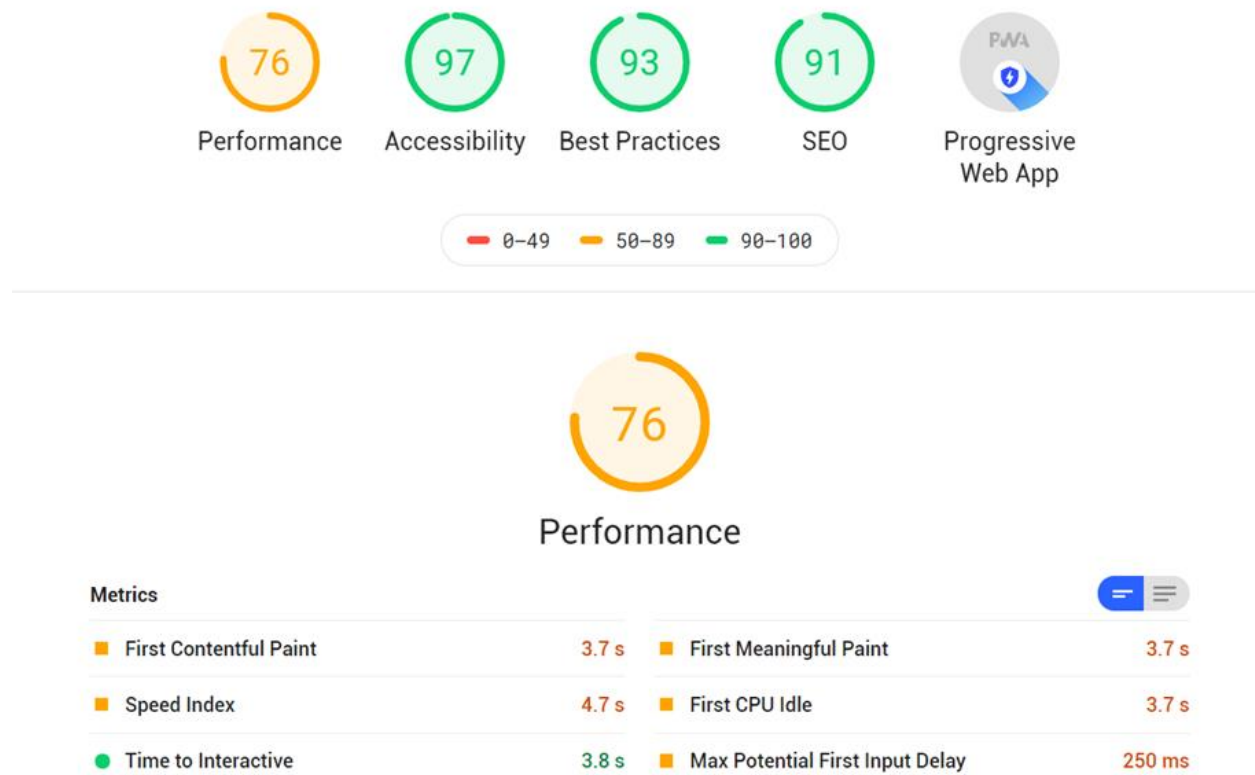 76 97 93 91 PWA
Performance Accessibility Best Practices SEO Progressive
Web App
0–49 50–89 90–100
76
Performance
Metrics
First Contentful Paint 3.7 s First Meaningful Paint 3.7 s
Speed Index 4.7 s First CPU Idle 3.7 s
Time to Interactive 3.8 s Max Potential First Input Delay 250 ms